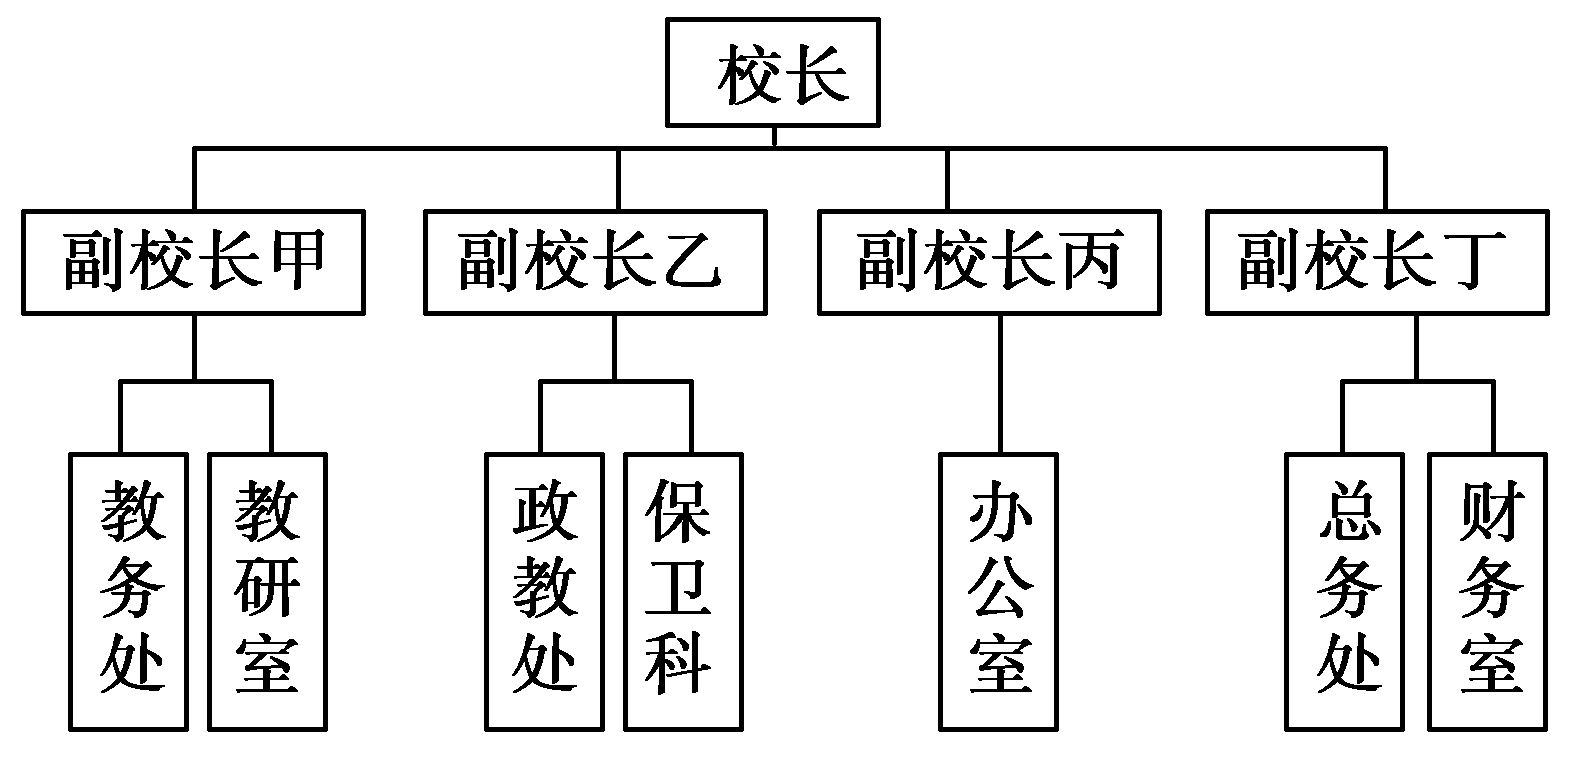 校长
副校长甲
副校长乙
副校长丙
副校长丁
教务处
教研室
政教处
保卫科
办公室
总务处
财务室